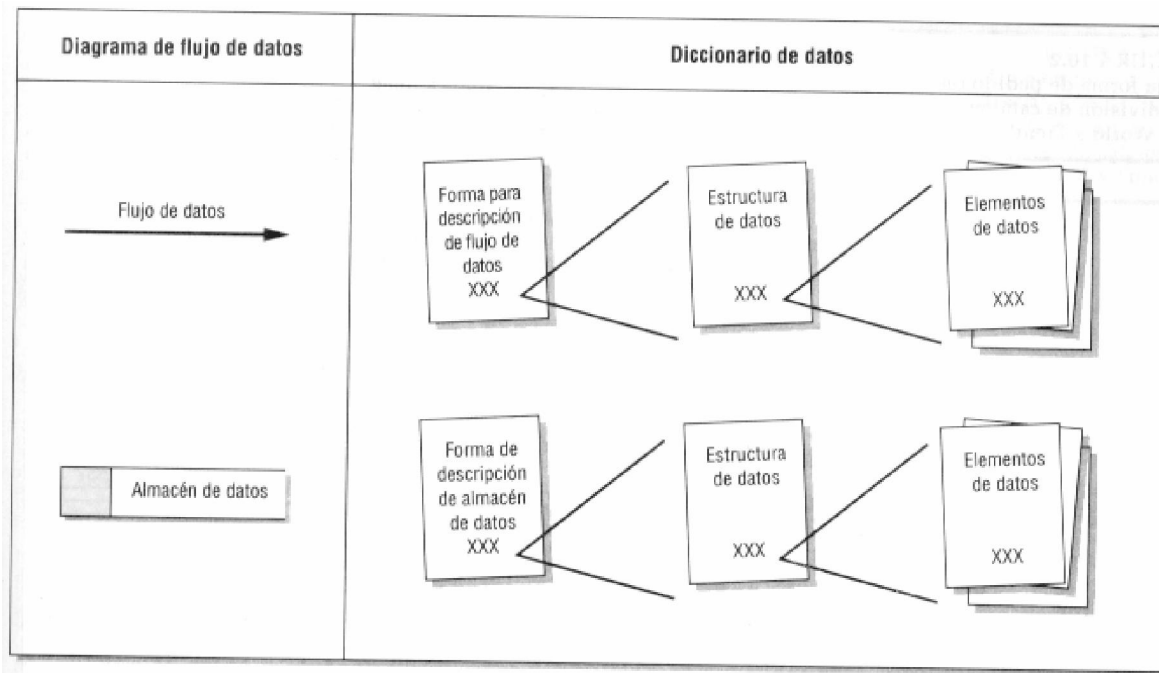 Diagrama de flujo de datos
Diccionario de datos
Flujo de datos
Forma para
descripción
de flujo de
datos
XXX
Estructura
de datos
XXX
Elementos
de datos
XXX
Almacén de datos
Forma de
descripción
de almacén
de datos
XXX
Estructura
de datos
XXX
Elementos
de datos
XXX